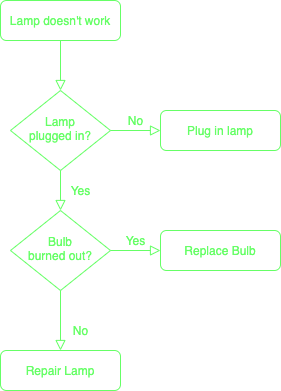 Lamp doesn't work
Lamp
plugged in?
No
Plug in lamp
Yes
Bulb
burned out?
Yes
Replace Bulb
No
Repair Lamp